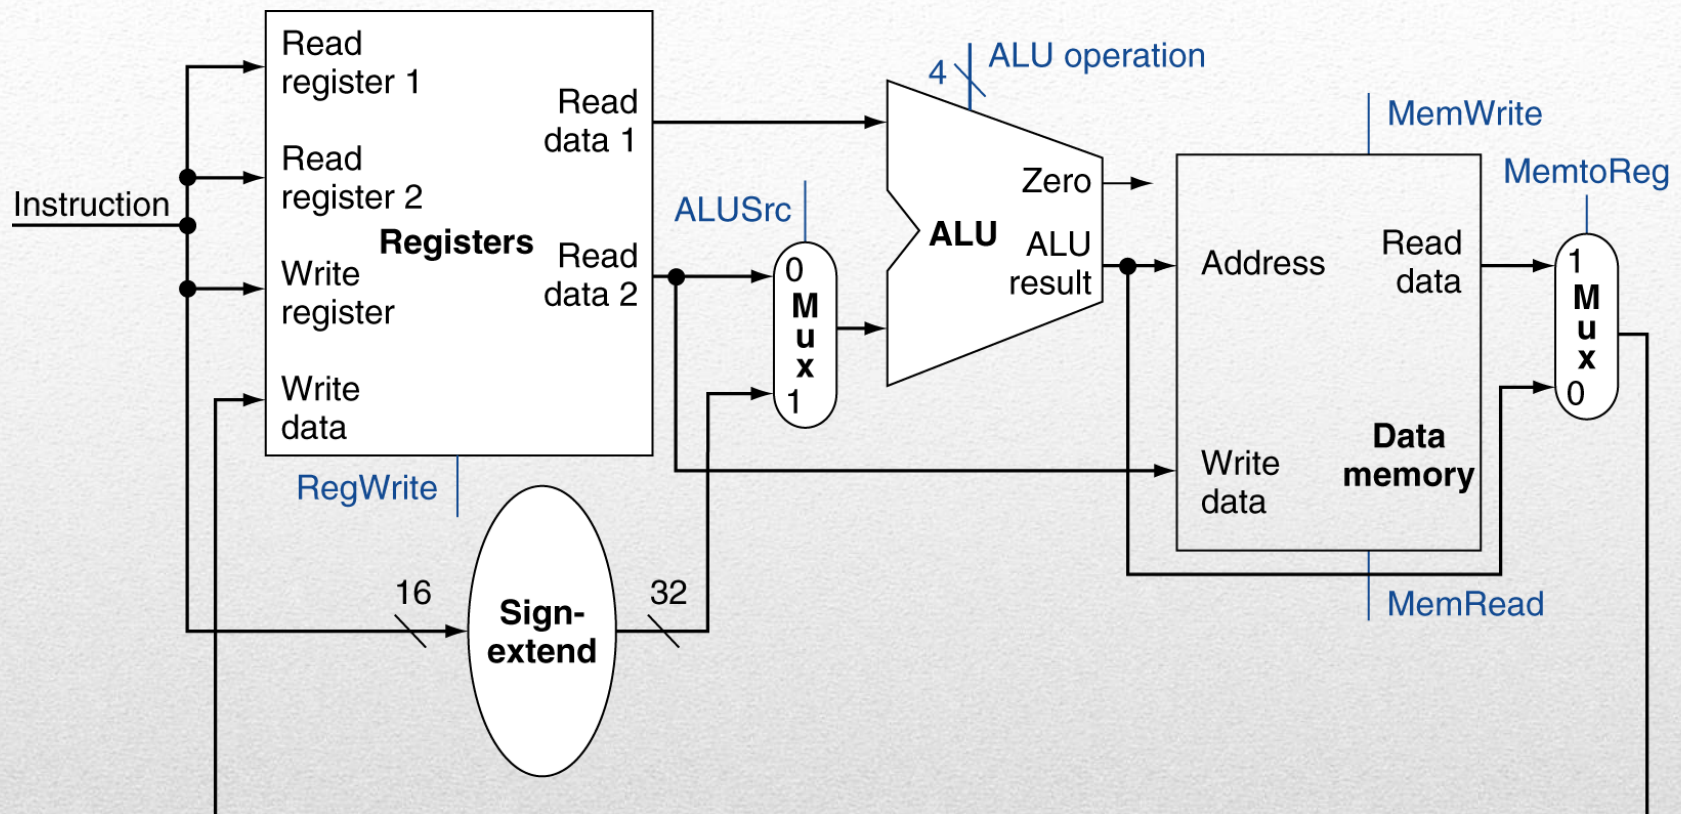 Instruction
Read
register 1
Read
register 2
Write
register
Write
data
Registers
Read
data 1
Read
data 2
RegWrite
16
Sign-
extend
32
ALUSrc
0
M
u
x
1
4
ALU operation
ALU
Zero
ALU
result
MemWrite
Address
Read
data
Write
data
Data
memory
MemRead
MemtoReg
1
M
u
x
0